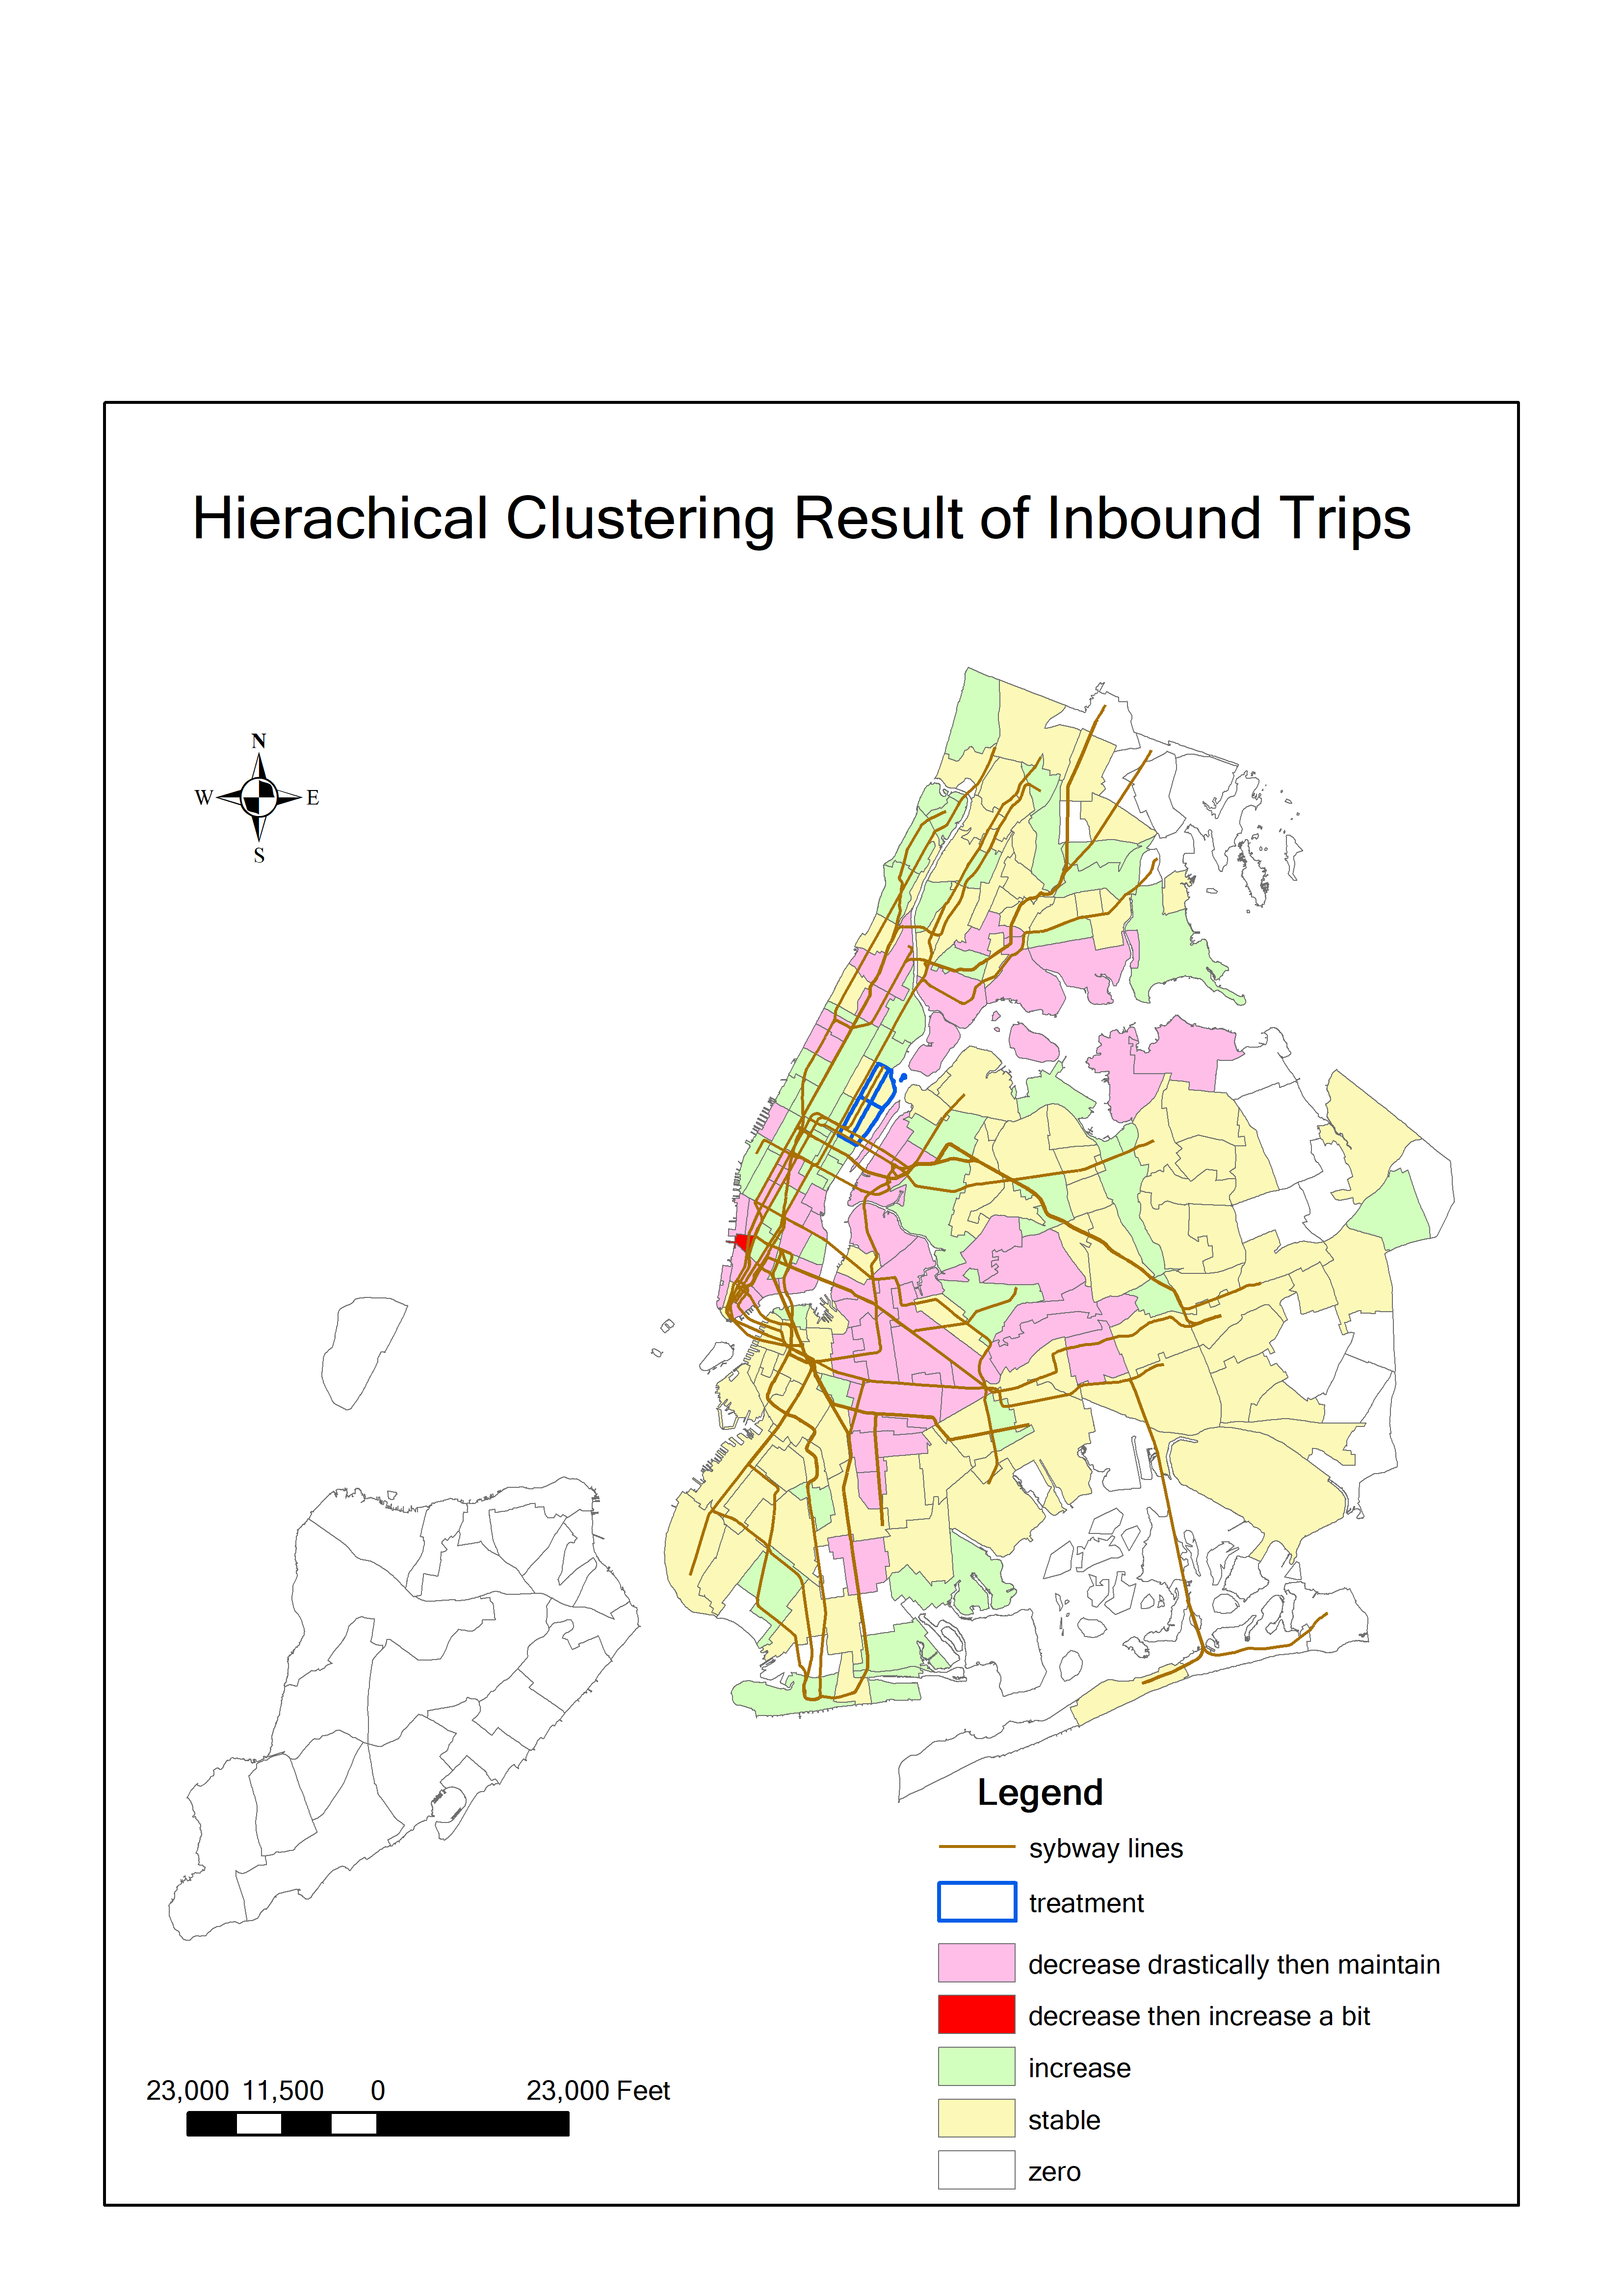 Hierachical Clustering Result of Inbound Trips
N
W E
S
Legend
sybway lines
treatment
decrease drastically then maintain
decrease then increase a bit
increase
stable
zero
23,000 11,500 0 23,000 Feet